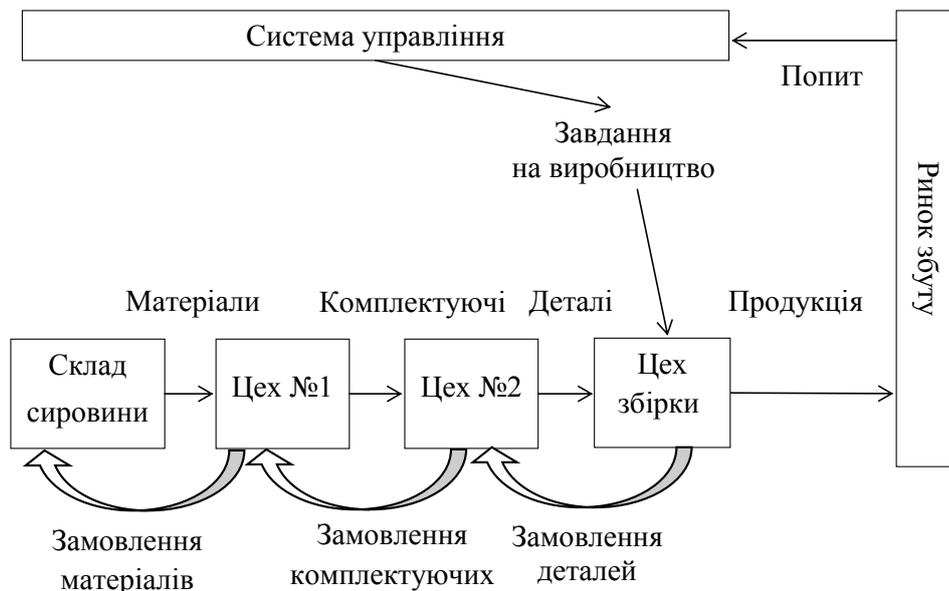 Система управління
Попит
Завдання
на виробництво
Ринок збуту
Матеріали
Комплектуючі
Деталі
Продукція
Склад
сировини
Цех №1
Цех №2
Цех
збірки
Замовлення
матеріалів
Замовлення
комплектуючих
Замовлення
деталей